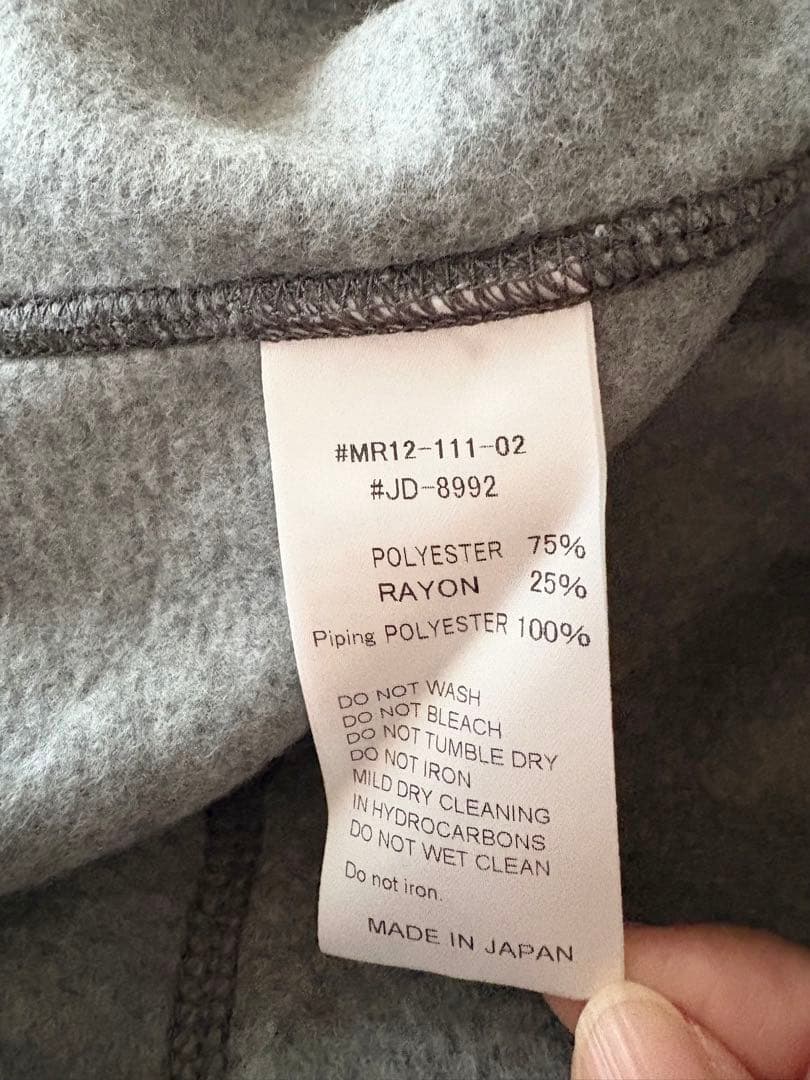 #MR12-111-02
#JD-8992
POLYESTER 75%
RAYON 25%
Piping POLYESTER 100%
DO NOT WASH
DO NOT BLEACH
DO NOT TUMBLE DRY
DO NOT IRON
MILD DRY CLEANING
IN HYDROCARBONS
DO NOT WET CLEAN
Do not iron.
MADE IN JAPAN